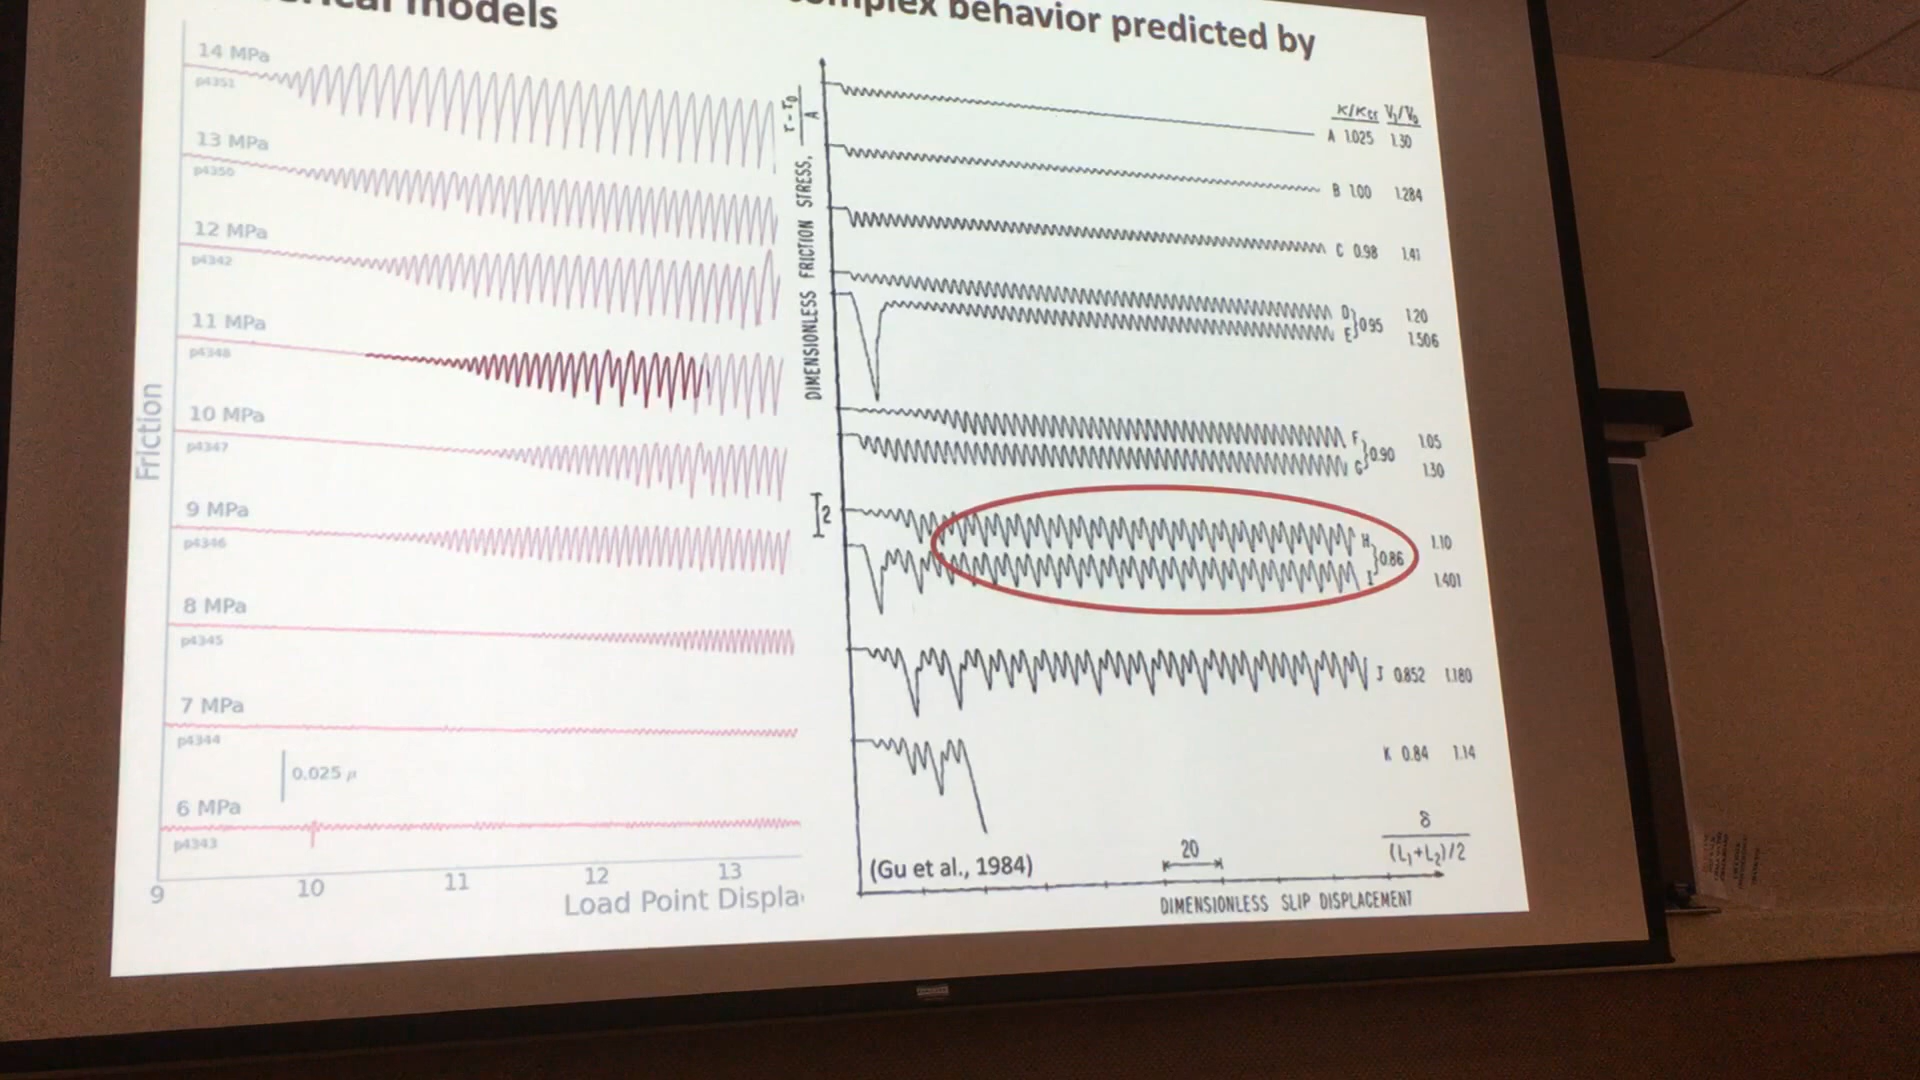 models
complex behavior predicted by
14 MPa
p4351
13 MPa
p4350
12 MPa
p4342
11 MPa
p4348
10 MPa
p4347
9 MPa
p4346
8 MPa
p4345
7 MPa
p4344
0.025 μ
6 MPa
p4343
Friction
9 10 11 12 13
Load Point Displa
DIMENSIONLESS FRICTION STRESS, τ - τ0 / A
K/Kcr V1/V0
A 1.025 1.30
B 1.00 1.284
C 0.98 1.41
D 1.20
0.95
E 1.506
F 1.05
0.90
G 1.30
2
H 1.10
0.86
I 1.401
J 0.852 1.180
K 0.84 1.14
δ
(L1+L2)/2
20
(Gu et al., 1984)
DIMENSIONLESS SLIP DISPLACEMENT